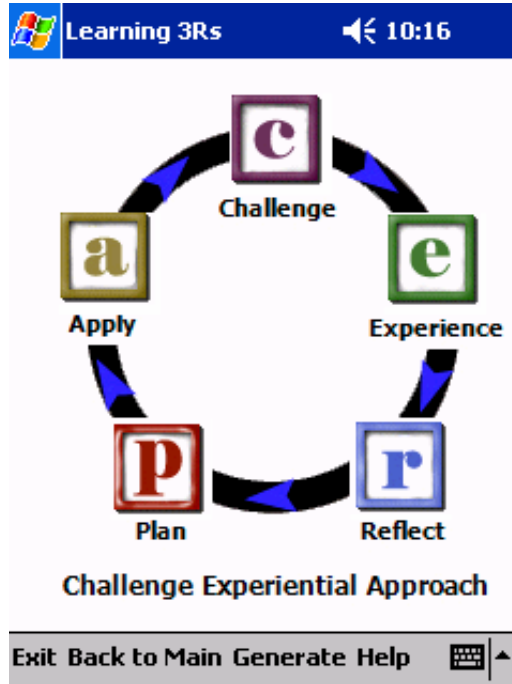 Learning 3Rs 10:16
c
Challenge
a
e
Apply
Experience
p
r
Plan
Reflect
Challenge Experiential Approach
Exit Back to Main Generate Help